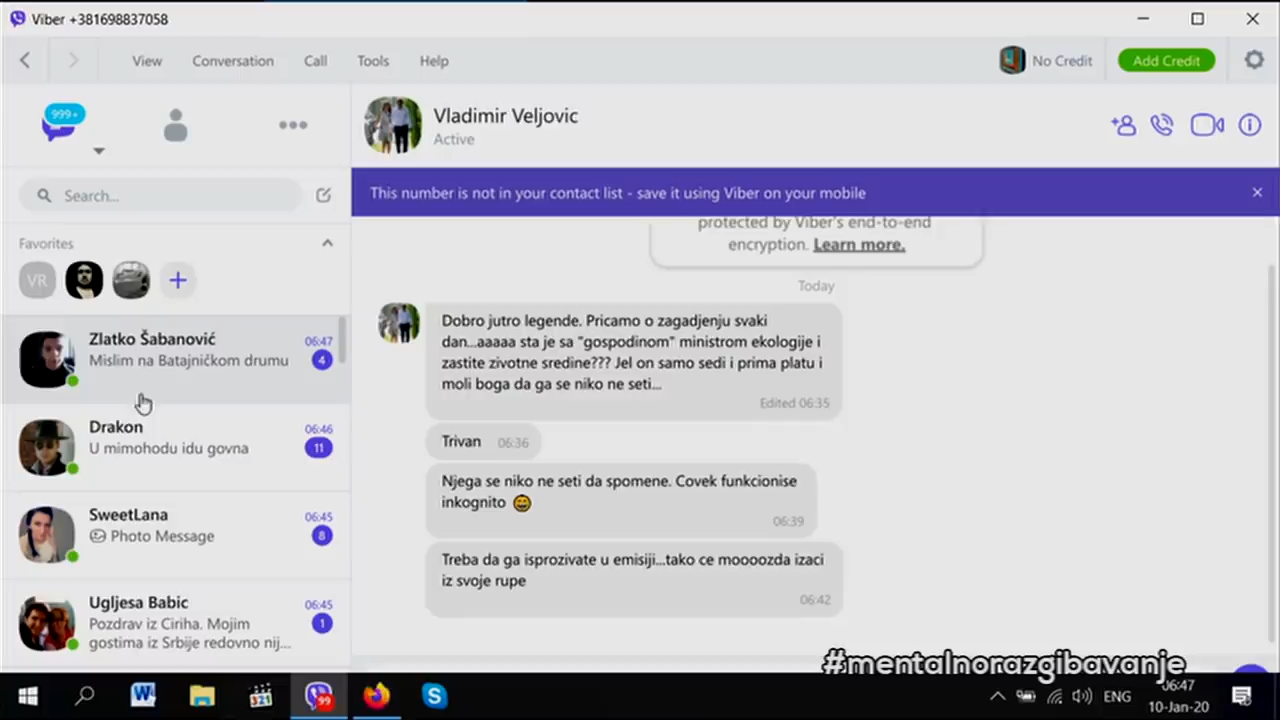 Viber +381698837058
View Conversation Call Tools Help
No Credit
Add Credit
999+
Vladimir Veljovic
Active
Search...
This number is not in your contact list - save it using Viber on your mobile
Favorites
VR
protected by Viber's end-to-end
encryption. Learn more.
Today
Zlatko Šabanović 06:47
Mislim na Batajničkom drumu 4
Drakon 06:46
U mimohodu idu govna 11
SweetLana 06:45
Photo Message 8
Ugljesa Babic 06:45
Pozdrav iz Ciriha. Mojim 1
gostima iz Srbije redovno nij...
Dobro jutro legende. Pricamo o zagadjenju svaki
dan...aaaaa sta je sa "gospodinom" ministrom ekologije i
zastite zivotne sredine??? Jel on samo sedi i prima platu i
moli boga da ga se niko ne seti...
Edited 06:35
Trivan 06:36
Njega se niko ne seti da spomene. Covek funkcionise
inkognito
06:39
Treba da ga isprozivate u emisiji...tako ce moooozda izaci
iz svoje rupe
06:42
#mentalnorazgibavanje
321
99
ENG
06:47
10-Jan-20